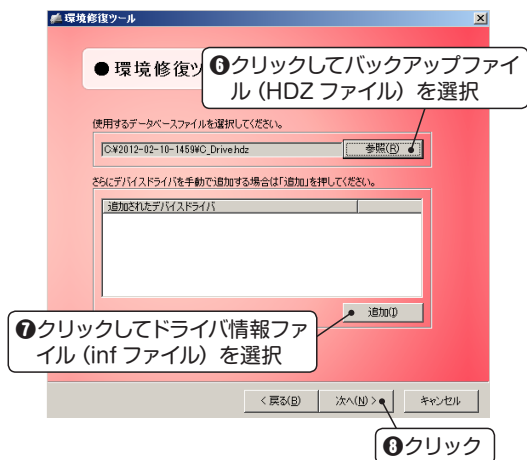 環境修復ツール
●環境修復ツ
❻クリックしてバックアップファイ
ル（HDZ ファイル）を選択
使用するデータベースファイルを選択してください。
C:¥2012-02-10-1459¥C_Drive.hdz
参照(R)
さらにデバイスドライバを手動で追加する場合は「追加」を押してください。
追加されたデバイスドライバ
追加(I)
❼クリックしてドライバ情報ファ
イル（inf ファイル）を選択
< 戻る(B)
次へ(N) >
キャンセル
❽クリック